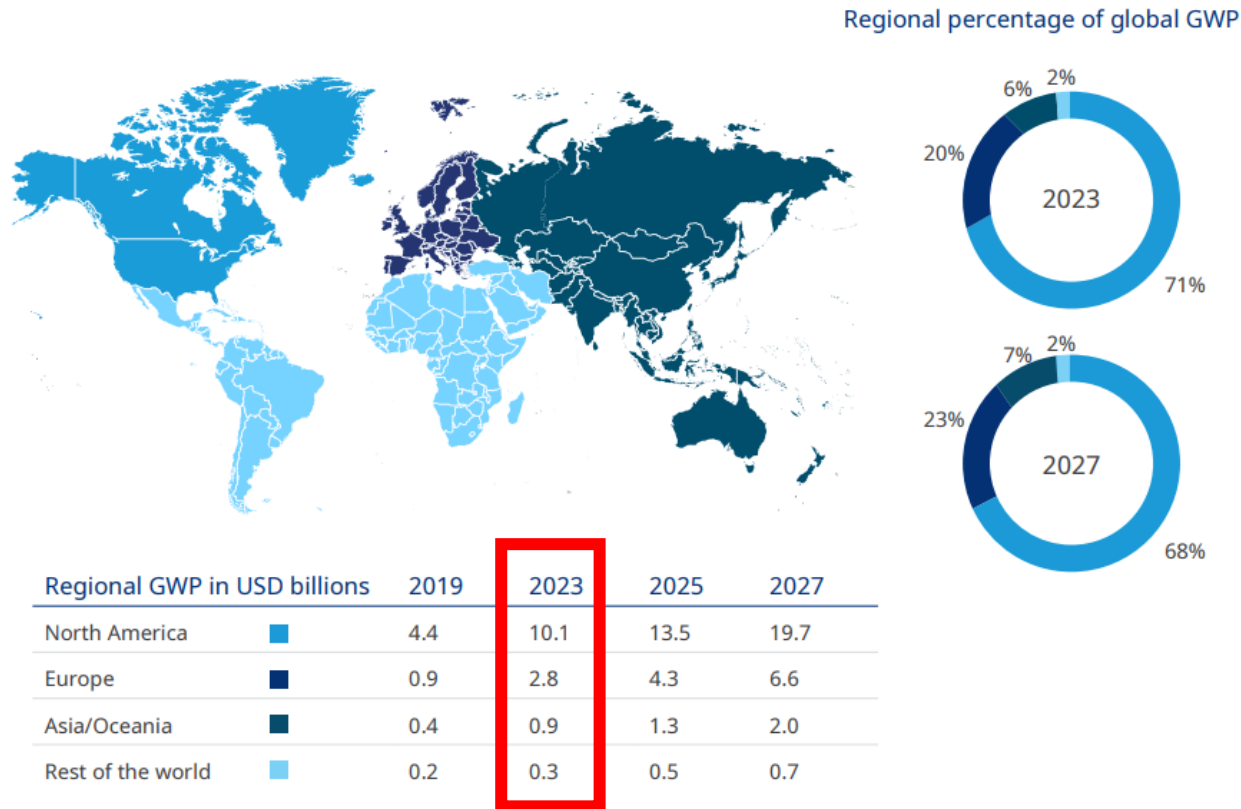 Regional percentage of global GWP
2%
6%
20%
2023
71%
2%
7%
23%
2027
68%
Regional GWP in USD billions 2019 2023 2025 2027
North America 4.4 10.1 13.5 19.7
Europe 0.9 2.8 4.3 6.6
Asia/Oceania 0.4 0.9 1.3 2.0
Rest of the world 0.2 0.3 0.5 0.7